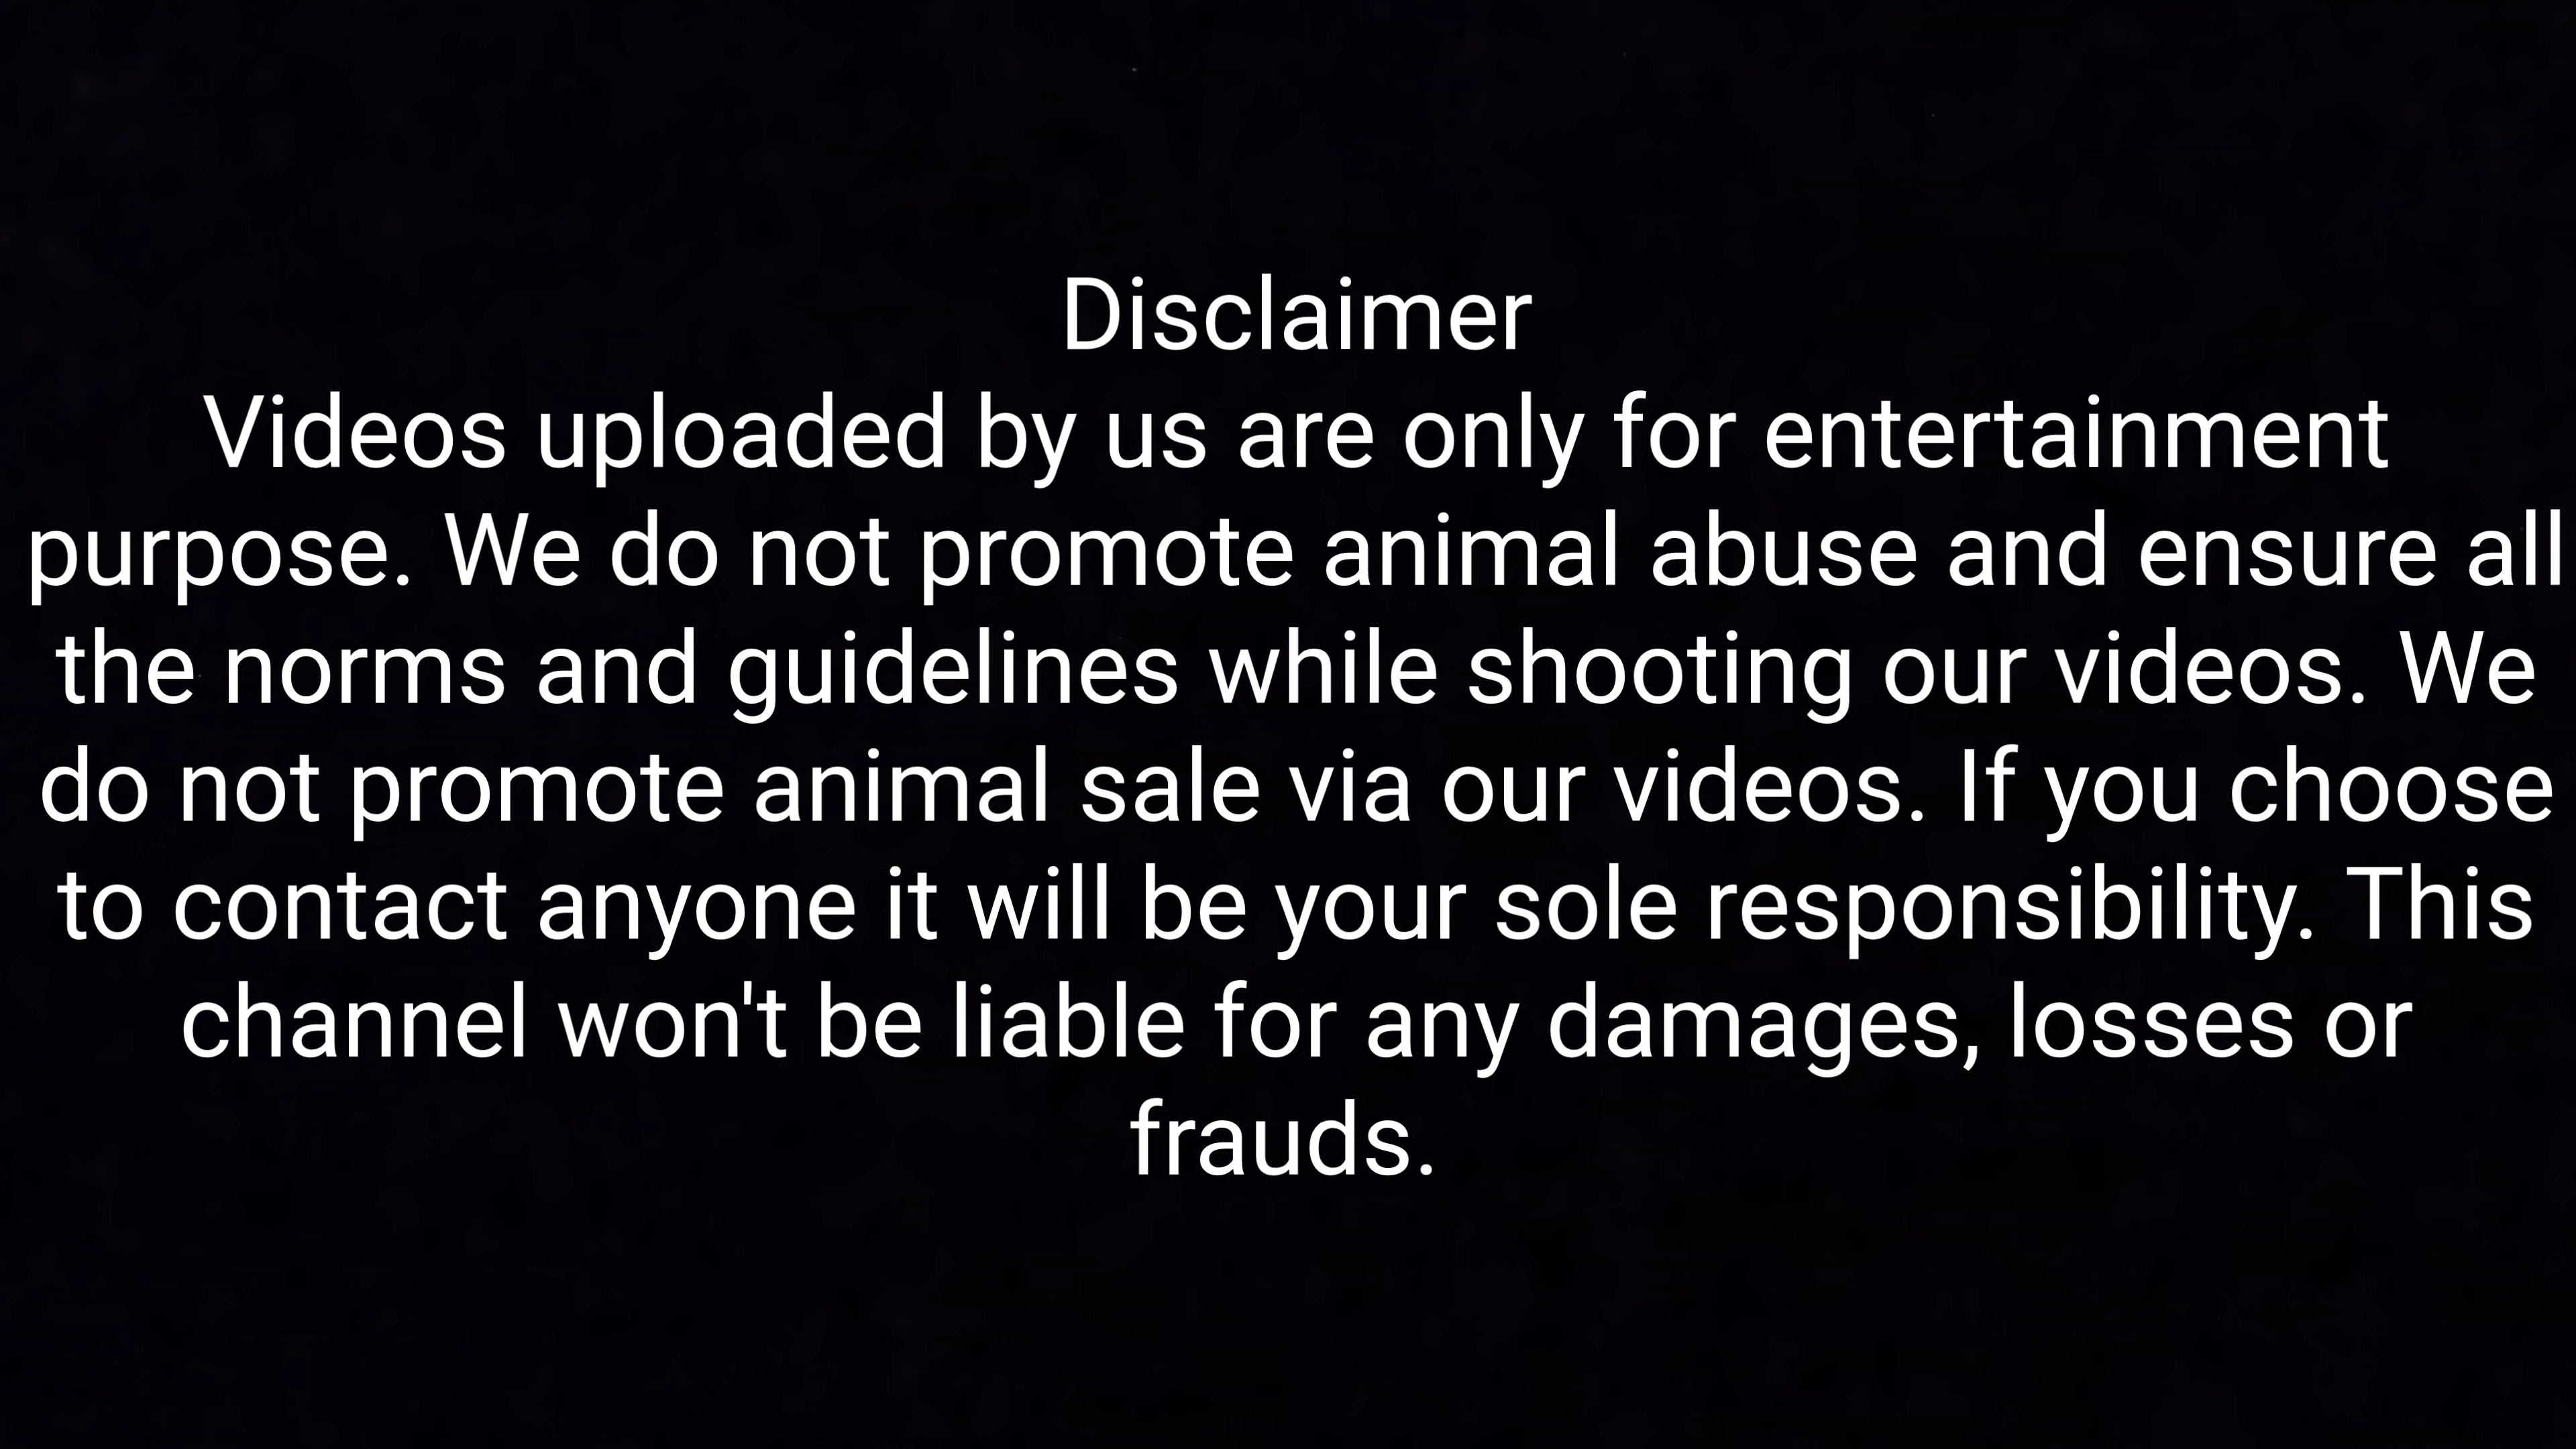 Disclaimer
Videos uploaded by us are only for entertainment
purpose. We do not promote animal abuse and ensure all
the norms and guidelines while shooting our videos. We
do not promote animal sale via our videos. If you choose
to contact anyone it will be your sole responsibility. This
channel won't be liable for any damages, losses or
frauds.